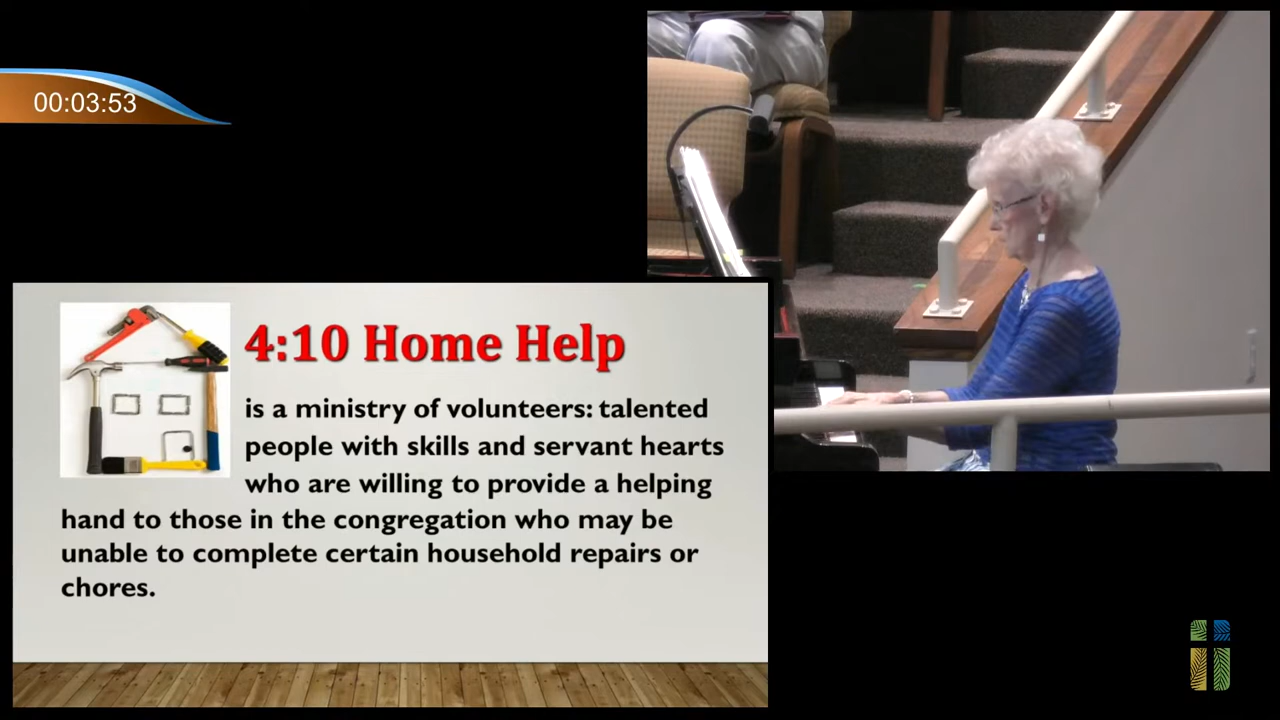 00:03:53
4:10 Home Help
is a ministry of volunteers: talented
people with skills and servant hearts
who are willing to provide a helping
hand to those in the congregation who may be
unable to complete certain household repairs or
chores.